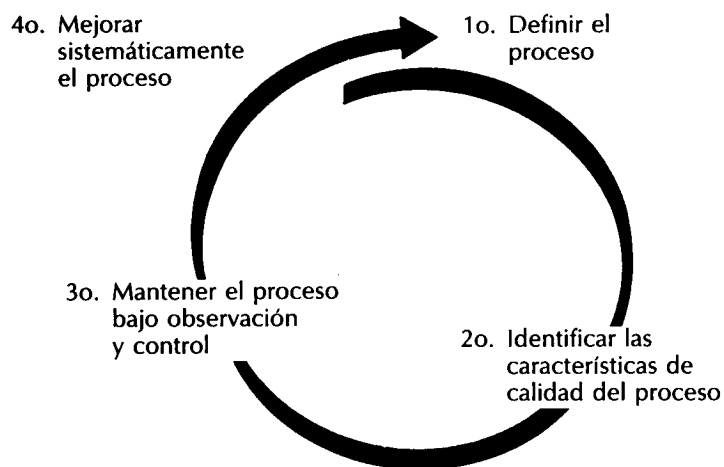 1o. Definir el
proceso
2o. Identificar las
características de
calidad del proceso
3o. Mantener el proceso
bajo observación
y control
4o. Mejorar
sistemáticamente
el proceso